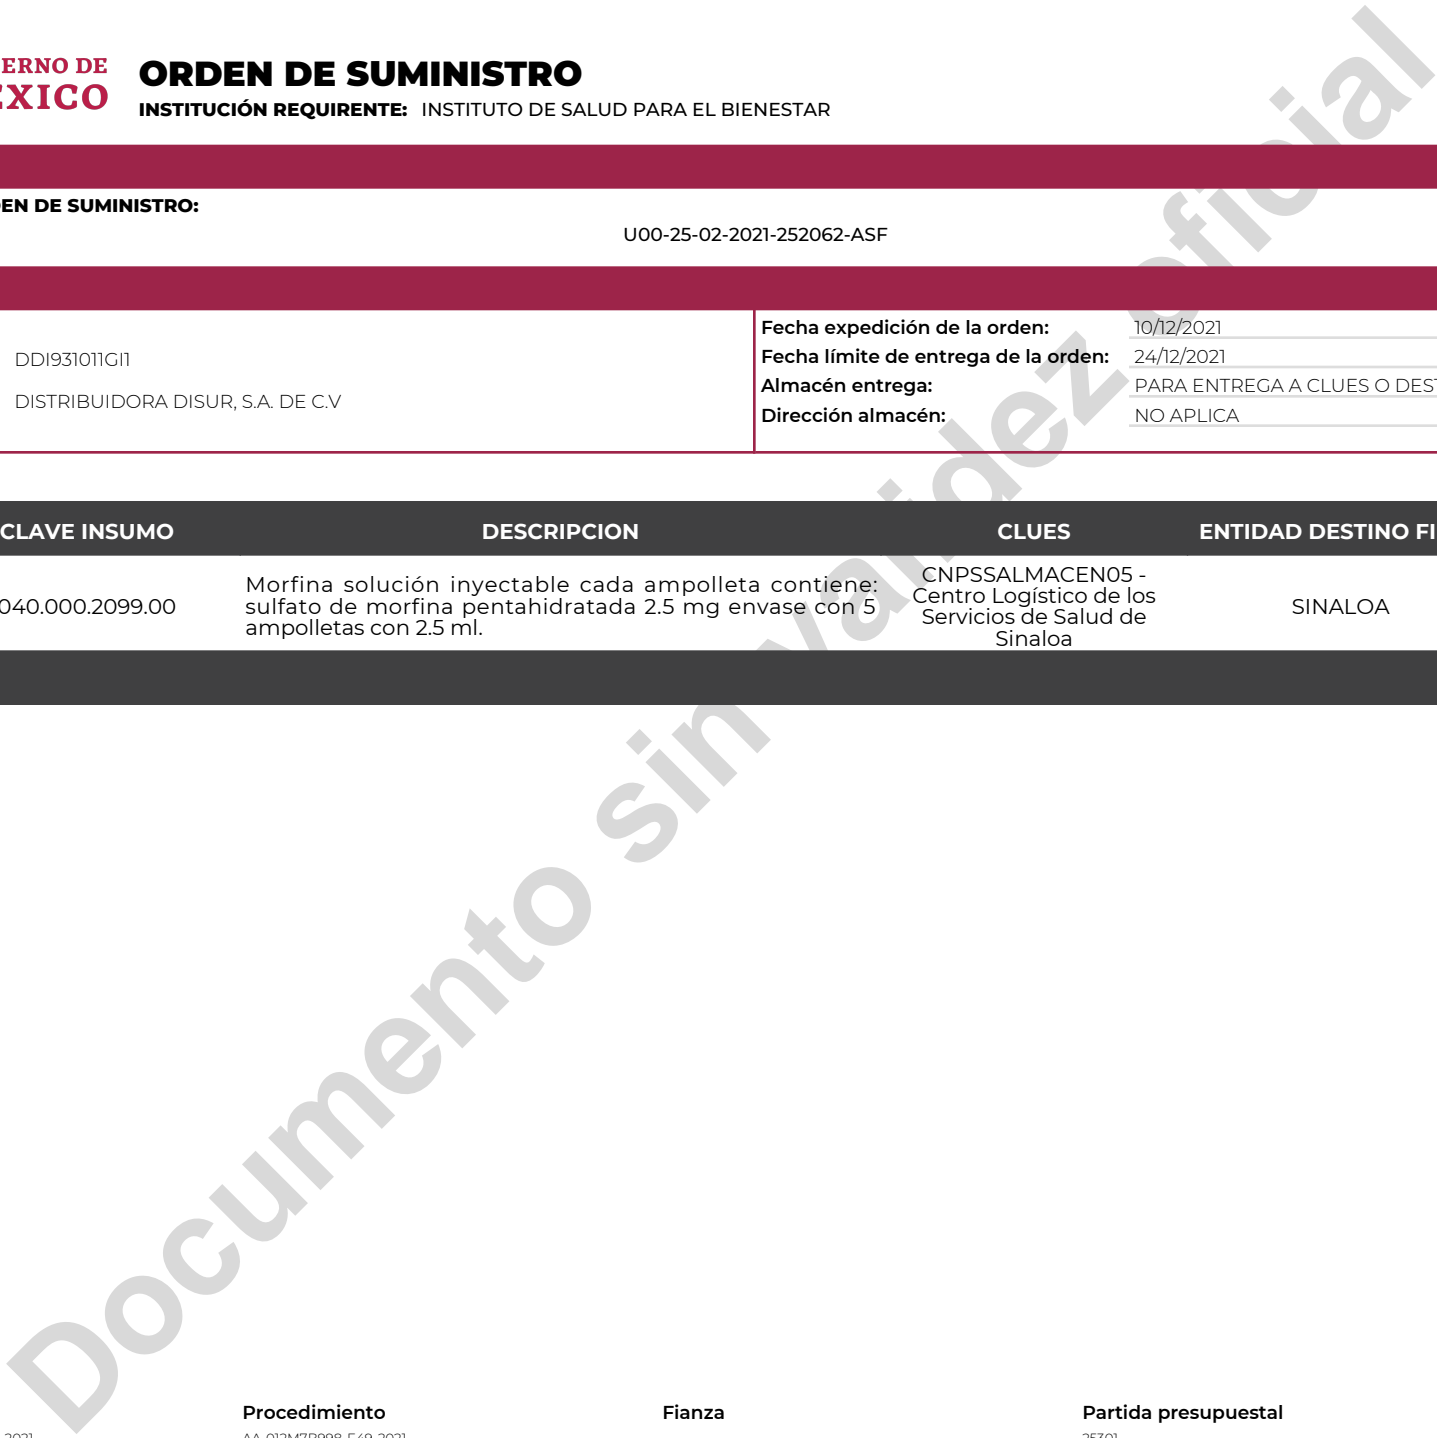 ERNO DE
EXICO
ORDEN DE SUMINISTRO
INSTITUCIÓN REQUIRENTE: INSTITUTO DE SALUD PARA EL BIENESTAR
EN DE SUMINISTRO:
U00-25-02-2021-252062-ASF
DDI931011GI1
DISTRIBUIDORA DISUR, S.A. DE C.V
Fecha expedición de la orden: 10/12/2021
Fecha límite de entrega de la orden: 24/12/2021
Almacén entrega: PARA ENTREGA A CLUES O DEST
Dirección almacén: NO APLICA
CLAVE INSUMO DESCRIPCION CLUES ENTIDAD DESTINO FI
040.000.2099.00
Morfina solución inyectable cada ampolleta contiene:
sulfato de morfina pentahidratada 2.5 mg envase con 5
ampolletas con 2.5 ml.
CNPSSALMACEN05 -
Centro Logístico de los
Servicios de Salud de
Sinaloa
SINALOA
Documento sin validez oficial
Procedimiento Fianza Partida presupuestal